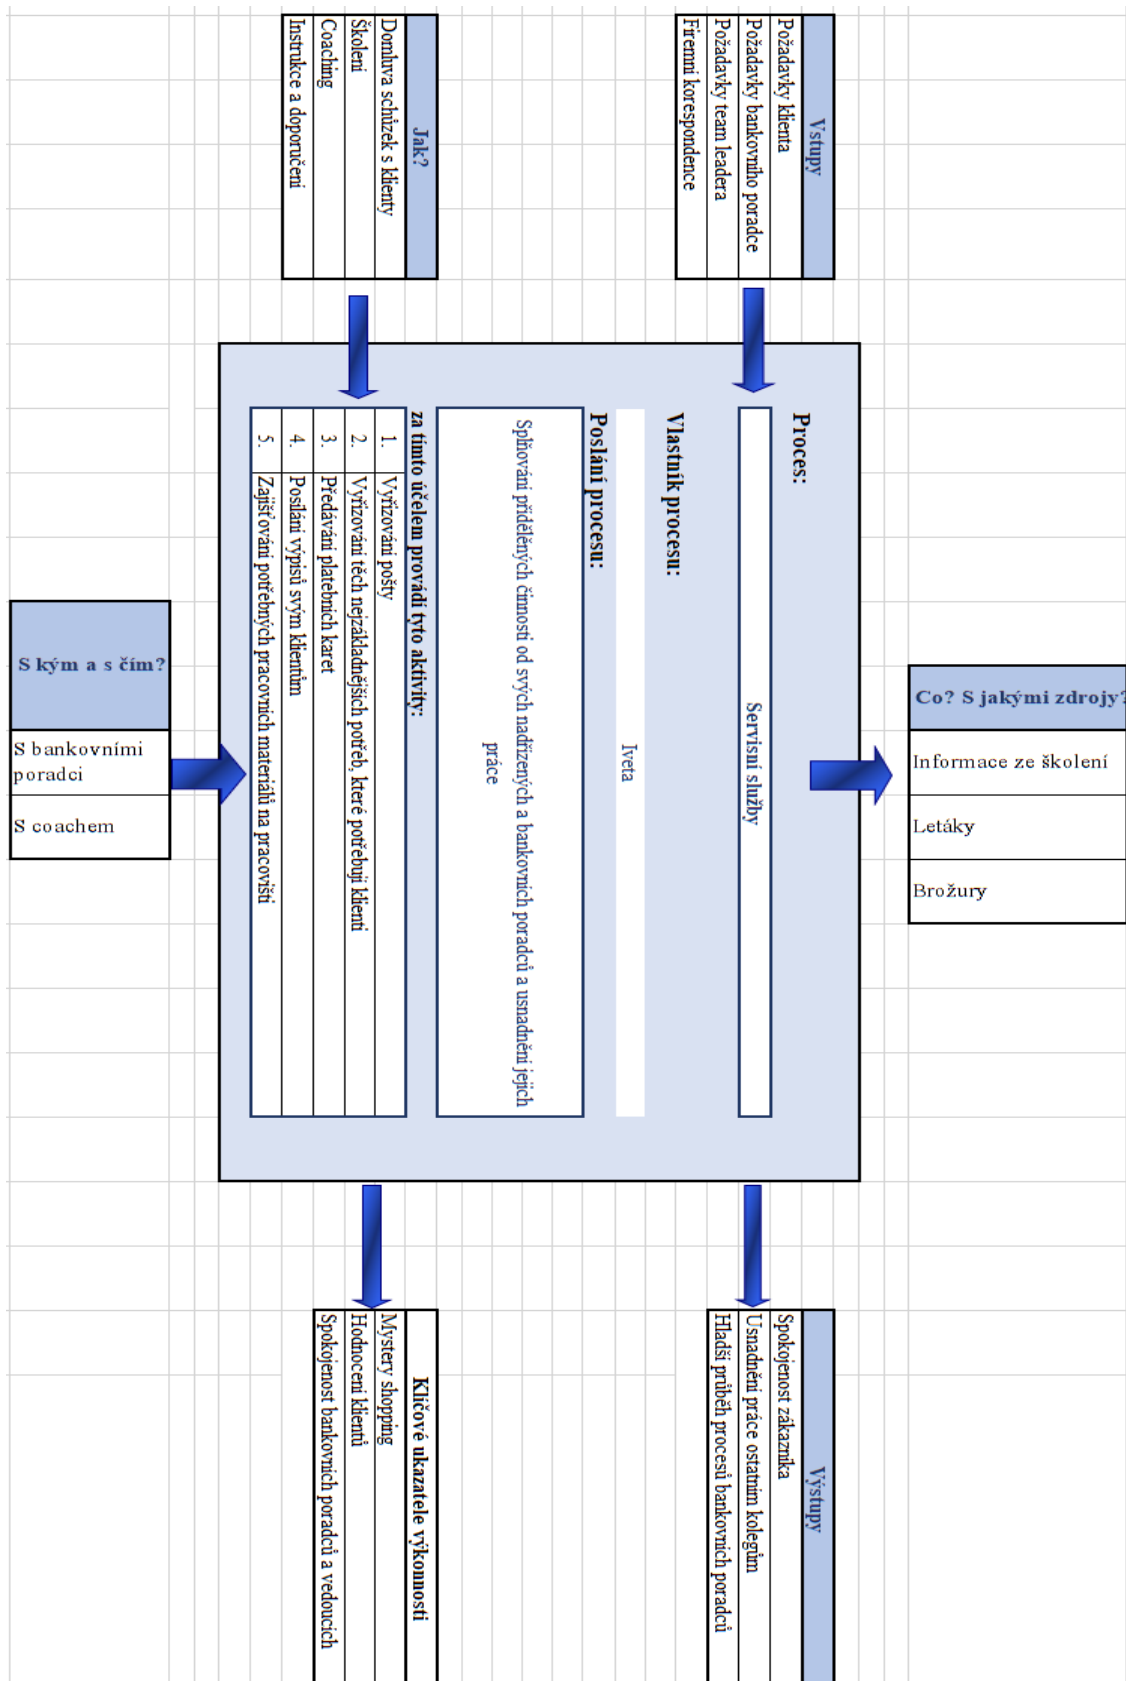 Vstupy
Požadavky klienta
Požadavky bankovního poradce
Požadavky team leadera
Firemní korespondence
Jak?
Domluva schůzek s klienty
Školení
Coaching
Instrukce a doporučení
Co? S jakými zdroji?
Informace ze školení
Letáky
Brožury
Proces:
Servisní služby
Vlastník procesu:
Iveta
Poslání procesu:
Splňování přidělěných činností od svých nadřízených a bankovních poradců a usnadnění jejich
práce
za tímto účelem provádí tyto aktivity:
1. Vyřizování pošty
2. Vyřizování těch nejzákladnějších potřeb, které potřebují klienti
3. Předávání platebních karet
4. Posílání výpisů svým klientům
5. Zajišťování potřebných pracovních materiálů na pracovišti
S kým a s čím?
S bankovními
poradci
S coachem
Výstupy
Spokojenost zákazníka
Usnadnění práce ostatním kolegům
Hladší průběh procesů bankovních poradců
Klíčové ukazatele výkonnosti
Mystery shopping
Hodnocení klientů
Spokojenost bankovních poradců a vedoucích